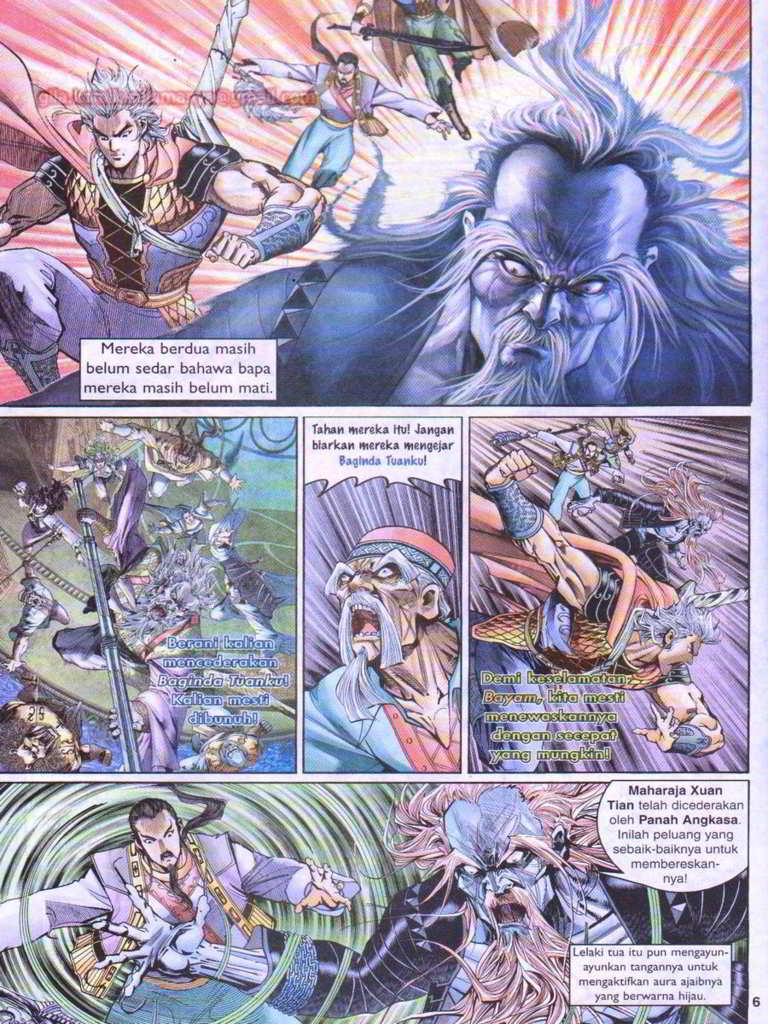 Mereka berdua masih
belum sedar bahawa bapa
mereka masih belum mati.
Berani kalian
mencederakan
Baginda Tuanku!
Kalian mesti
dibunuh!
Tahan mereka itu! Jangan
biarkan mereka mengejar
Baginda Tuanku!
Demi keselamatan
Bayam, kita mesti
menewaskannya
dengan secepat
yang mungkin!
Maharaja Xuan
Tian telah dicederakan
oleh Panah Angkasa.
Inilah peluang yang
sebaik-baiknya untuk
membereskan-
nya!
Lelaki tua itu pun mengayun-
ayunkan tangannya untuk
mengaktifkan aura ajaibnya
yang berwarna hijau.
6